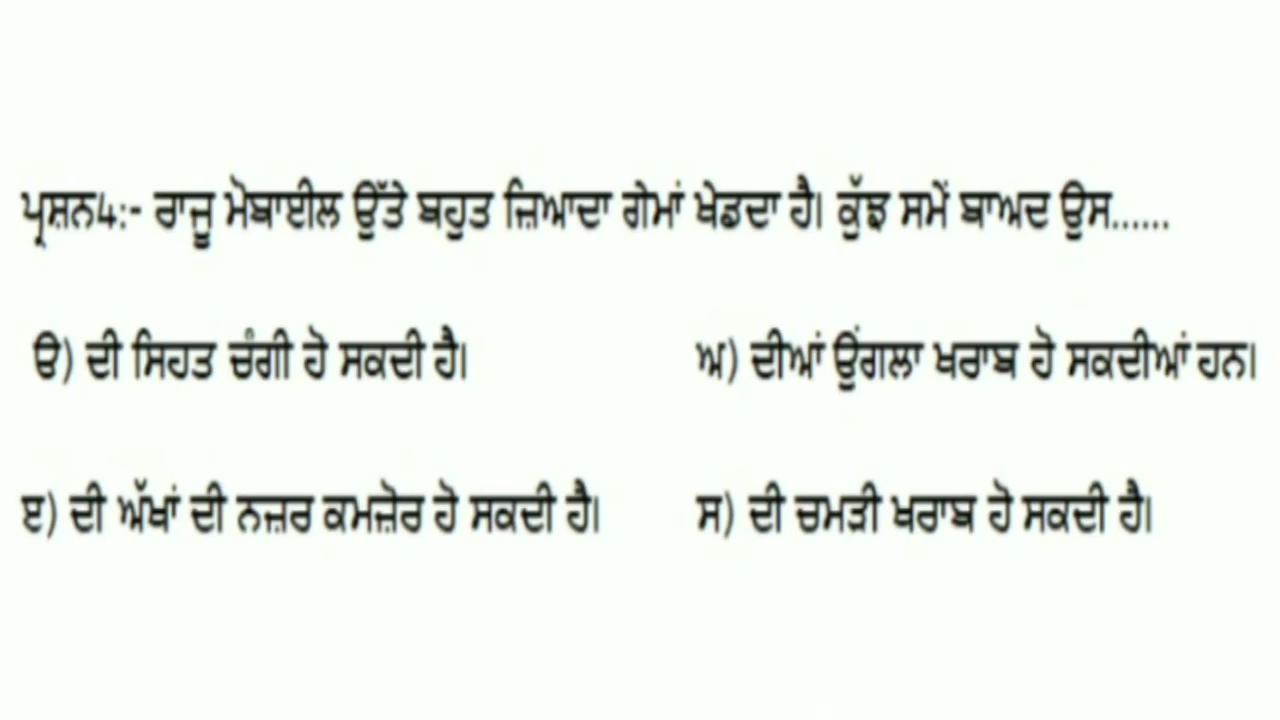 ਪ੍ਰਸ਼ਨ4:- ਰਾਜੂ ਮੋਬਾਈਲ ਉੱਤੇ ਬਹੁਤ ਜ਼ਿਆਦਾ ਗੇਮਾਂ ਖੇਡਦਾ ਹੈ। ਕੁੱਝ ਸਮੇਂ ਬਾਅਦ ਉਸ......
ੳ) ਦੀ ਸਿਹਤ ਚੰਗੀ ਹੋ ਸਕਦੀ ਹੈ। ਅ) ਦੀਆਂ ਉਂਗਲਾ ਖਰਾਬ ਹੋ ਸਕਦੀਆਂ ਹਨ।
ੲ) ਦੀ ਅੱਖਾਂ ਦੀ ਨਜ਼ਰ ਕਮਜ਼ੋਰ ਹੋ ਸਕਦੀ ਹੈ। ਸ) ਦੀ ਚਮੜੀ ਖਰਾਬ ਹੋ ਸਕਦੀ ਹੈ।